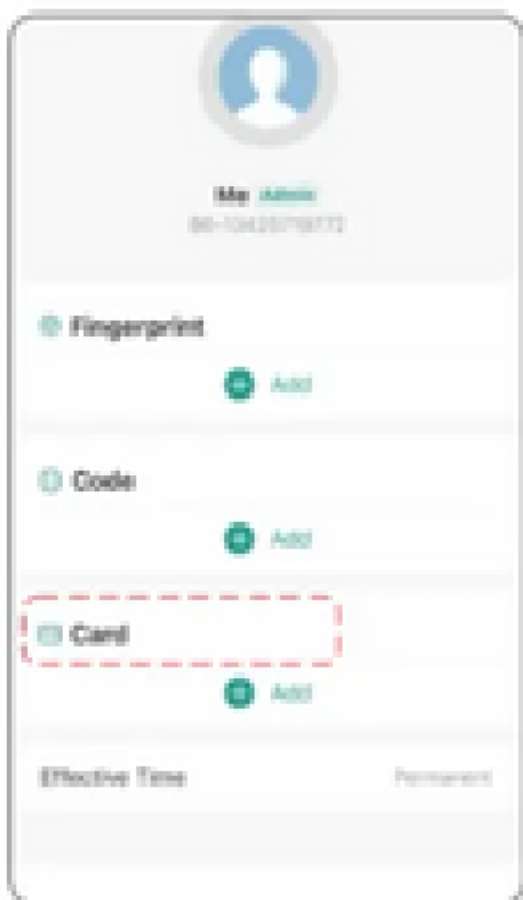 Me Admin
Fingerprint
Add
Code
Add
Card
Add
Effective Time Permanent